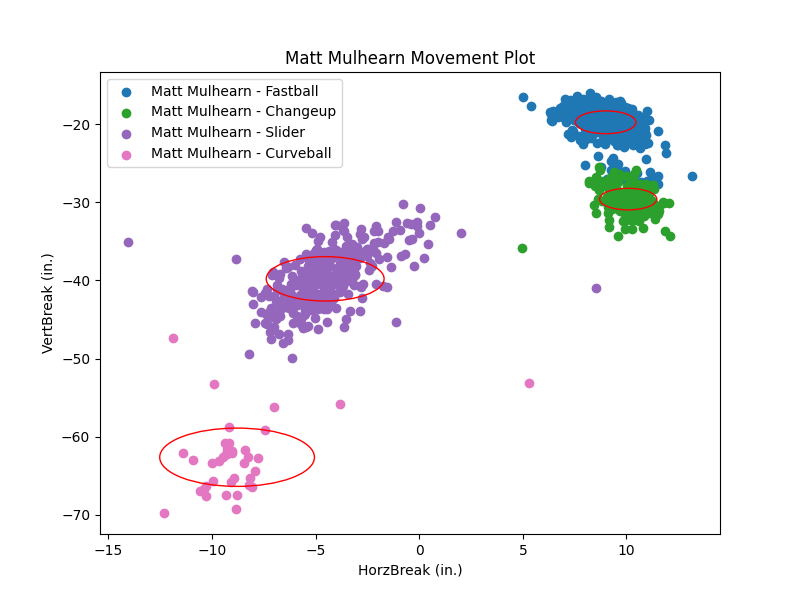 Matt Mulhearn Movement Plot
Matt Mulhearn - Fastball
Matt Mulhearn - Changeup
Matt Mulhearn - Slider
Matt Mulhearn - Curveball
VertBreak (in.)
−20
−30
−40
−50
−60
−70
−15
−10
−5
0
5
10
HorzBreak (in.)